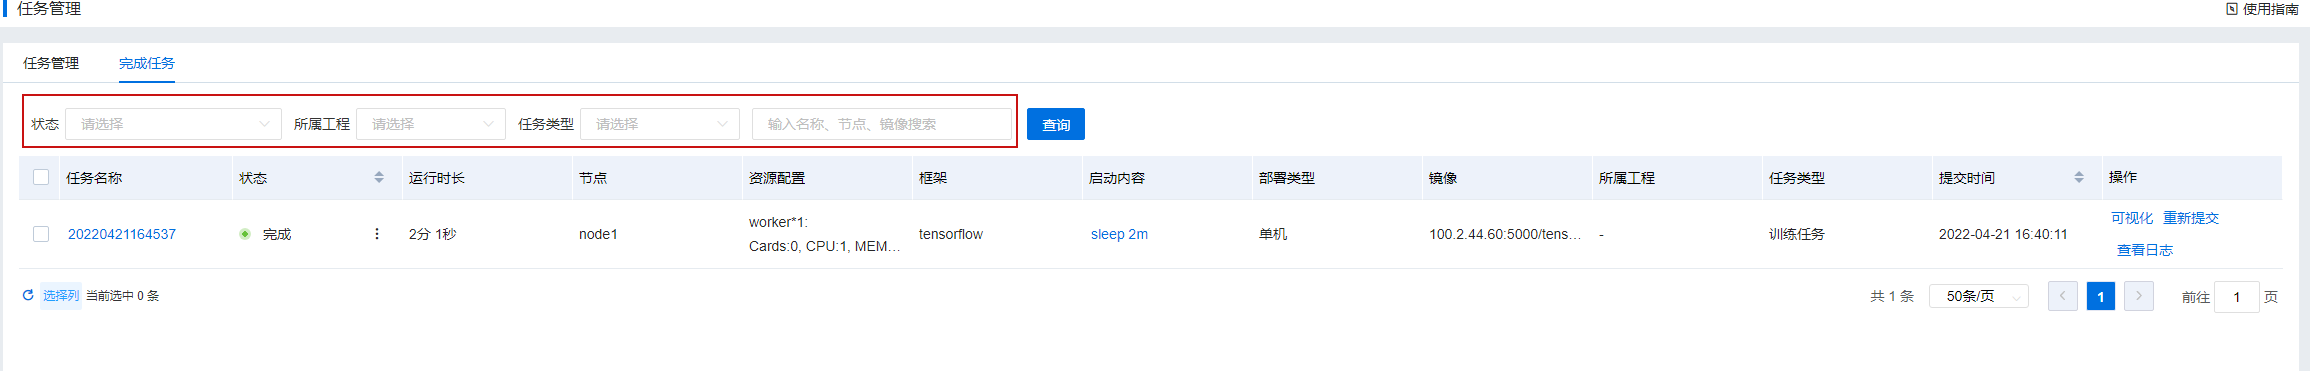 任务管理
使用指南
任务管理 完成任务
状态 请选择 所属工程 请选择 任务类型 请选择 输入名称、节点、镜像搜索 查询
任务名称 状态 运行时长 节点 资源配置 框架 启动内容 部署类型 镜像 所属工程 任务类型 提交时间 操作
20220421164537 完成 2分 1秒 node1 worker*1: Cards:0, CPU:1, MEM... tensorflow sleep 2m 单机 100.2.44.60:5000/tens... - 训练任务 2022-04-21 16:40:11 可视化 重新提交
查看日志
选择列 当前选中 0 条 共 1 条 50条/页 1 前往 1 页